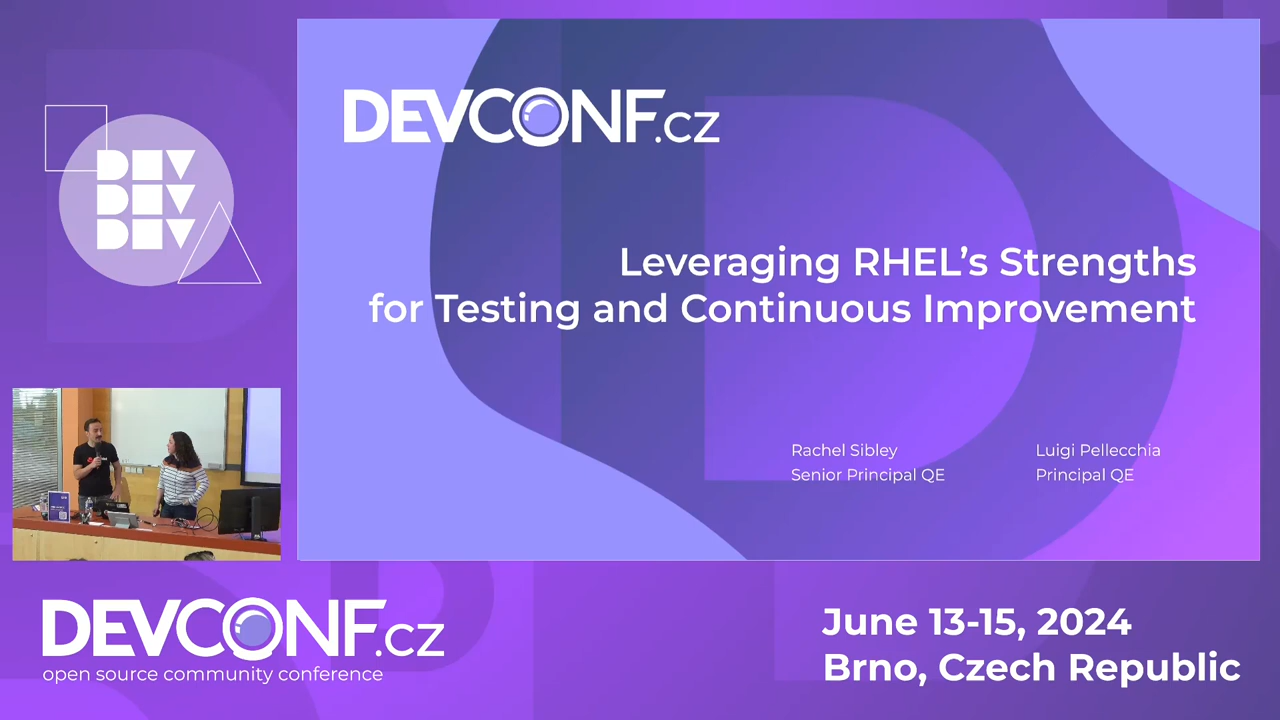 DEV
DEV
DEV
DEVCONF.cz
Leveraging RHEL's Strengths
for Testing and Continuous Improvement
Rachel Sibley
Senior Principal QE
Luigi Pellecchia
Principal QE
DEVCONF.cz
open source community conference
June 13-15, 2024
Brno, Czech Republic